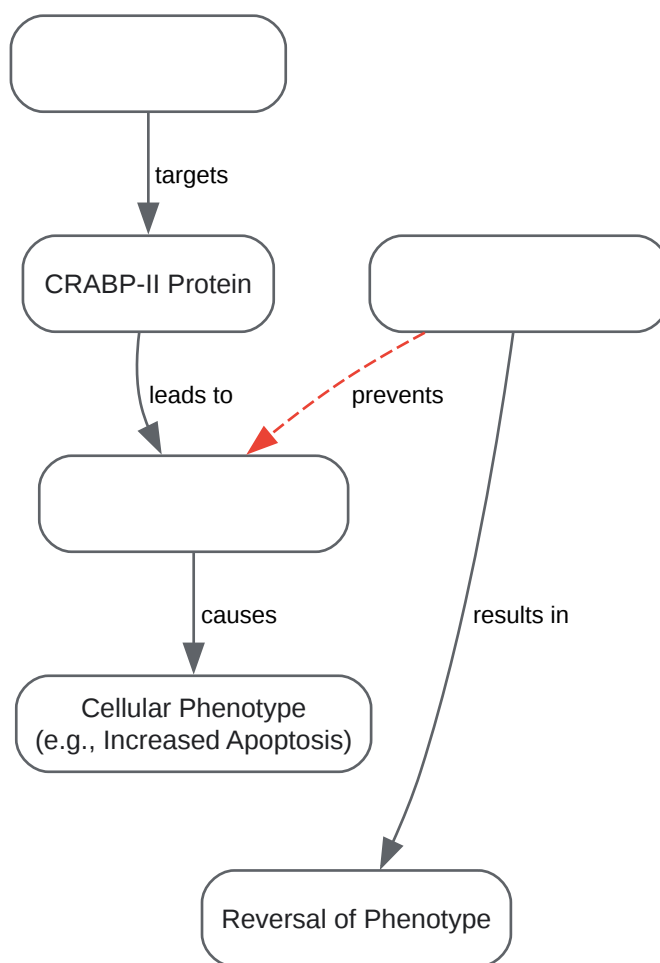 targets
CRABP-II Protein
leads to
prevents
causes
results in
Cellular Phenotype
(e.g., Increased Apoptosis)
Reversal of Phenotype